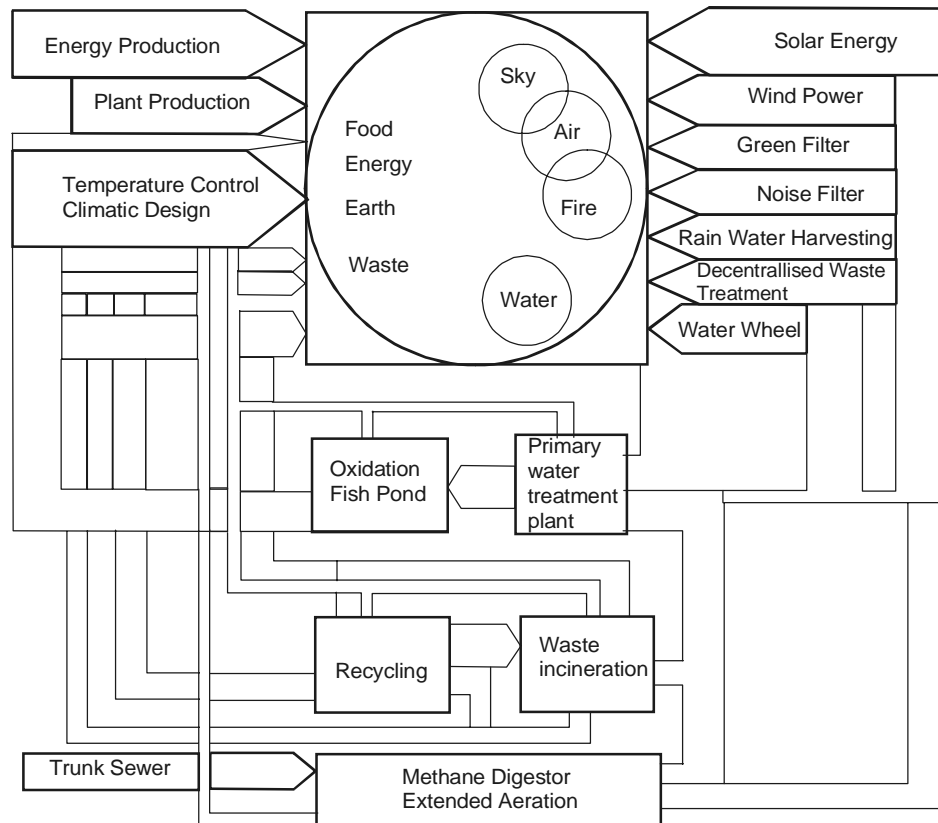 Energy Production
Plant Production
Temperature Control
Climatic Design
Food
Energy
Earth
Waste
Sky
Air
Fire
Water
Solar Energy
Wind Power
Green Filter
Noise Filter
Rain Water Harvesting
Decentrallised Waste
Treatment
Water Wheel
Oxidation
Fish Pond
Primary
water
treatment
plant
Recycling
Waste
incineration
Trunk Sewer
Methane Digestor
Extended Aeration